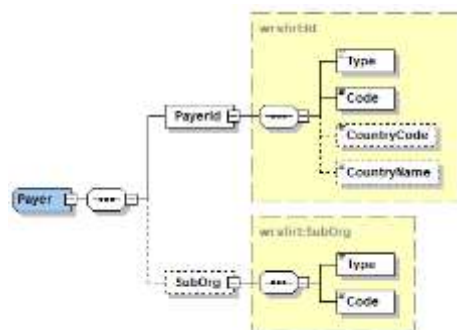 Type
Code
PayerId
CountryCode
CountryName
Payer
SubOrg
Type
Code